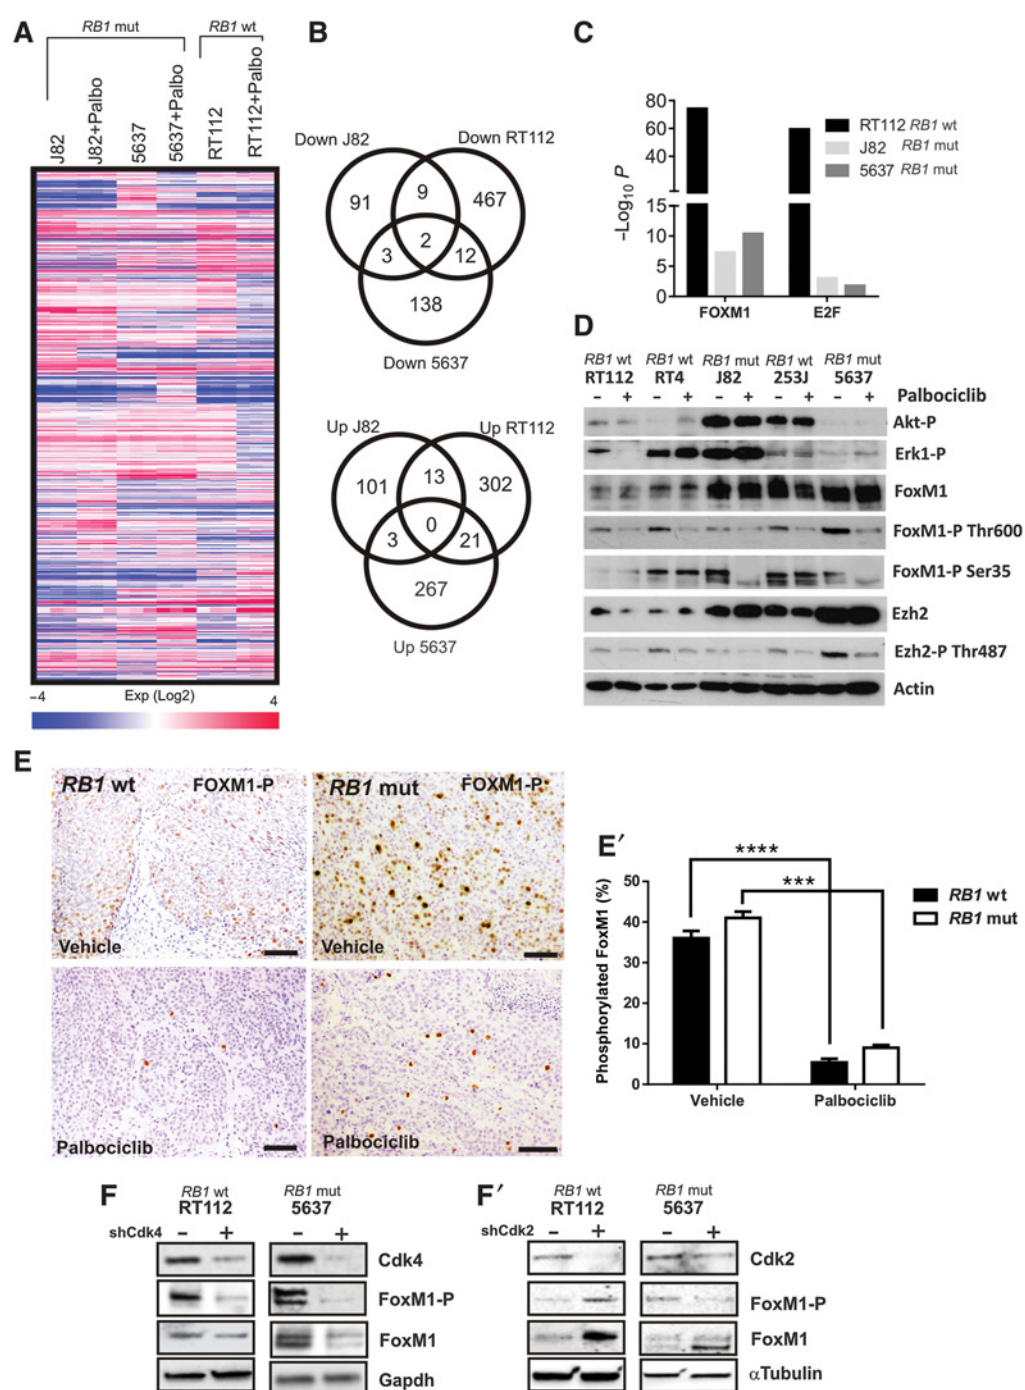 A
RB1 mut
RB1 wt
J82
J82+Palbo
5637
5637+Palbo
RT112
RT112+Palbo
−4
Exp (Log2)
4
B
Down J82
Down RT112
91
9
467
2
3
12
138
Down 5637
Up J82
Up RT112
101
13
302
0
3
21
267
Up 5637
C
-Log10 P
80
60
40
15
10
5
0
FOXM1
E2F
RT112 RB1 wt
J82 RB1 mut
5637 RB1 mut
D
RB1 wt RB1 wt RB1 mut RB1 wt RB1 mut
RT112 RT4 J82 253J 5637
– + – + – + – + – + Palbociclib
Akt-P
Erk1-P
FoxM1
FoxM1-P Thr600
FoxM1-P Ser35
Ezh2
Ezh2-P Thr487
Actin
E
RB1 wt FOXM1-P
Vehicle
RB1 mut FOXM1-P
Vehicle
Palbociclib
Palbociclib
E′
Phosphorylated FoxM1 (%)
50
40
30
20
10
0
****
***
Vehicle
Palbociclib
RB1 wt
RB1 mut
F
RB1 wt RB1 mut
RT112 5637
shCdk4 – + – +
Cdk4
FoxM1-P
FoxM1
Gapdh
F′
RB1 wt RB1 mut
RT112 5637
shCdk2 – + – +
Cdk2
FoxM1-P
FoxM1
αTubulin